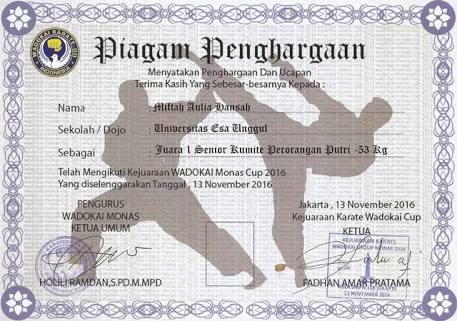 WADOKAI KARATE-DO
INDONESIA
Piagam Penghargaan
Menyatakan Penghargaan Dan Ucapan
Terima Kasih Yang Sebesar-besarnya Kepada :
Nama : Miftah Aulia Hansah
Sekolah / Dojo : Universitas Esa Unggul
Sebagai : Juara 1 Senior Kumite Perorangan Putri -53 Kg
Telah Mengikuti Kejuaraan WADOKAI Monas Cup 2016
Yang diselenggarakan Tanggal , 13 November 2016
PENGURUS
WADOKAI MONAS
KETUA UMUM
HOLILI RAMDAN,S.PD.M.MPD
Jakarta , 13 November 2016
Kejuaraan Karate Wadokai Cup
KETUA
KEJUARAAN KARATE
WADOKAI GROUP MONAS 2016
13 NOVEMBER 2016
FADHAN AMAR PRATAMA